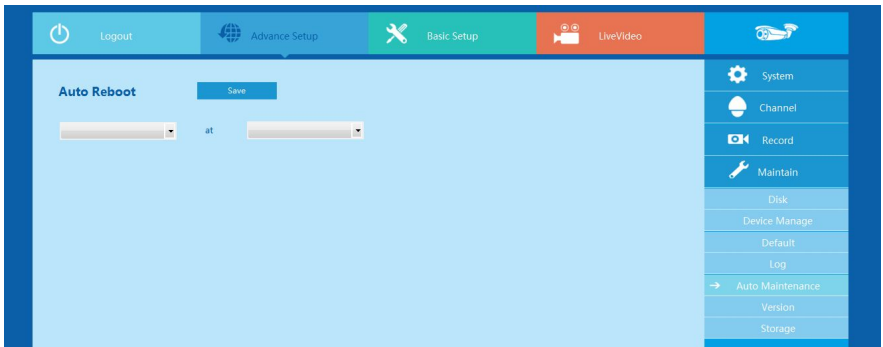 Logout
Advance Setup
Basic Setup
LiveVideo
Auto Reboot
Save
at
System
Channel
Record
Maintain
Disk
Device Manage
Default
Log
Auto Maintenance
Version
Storage